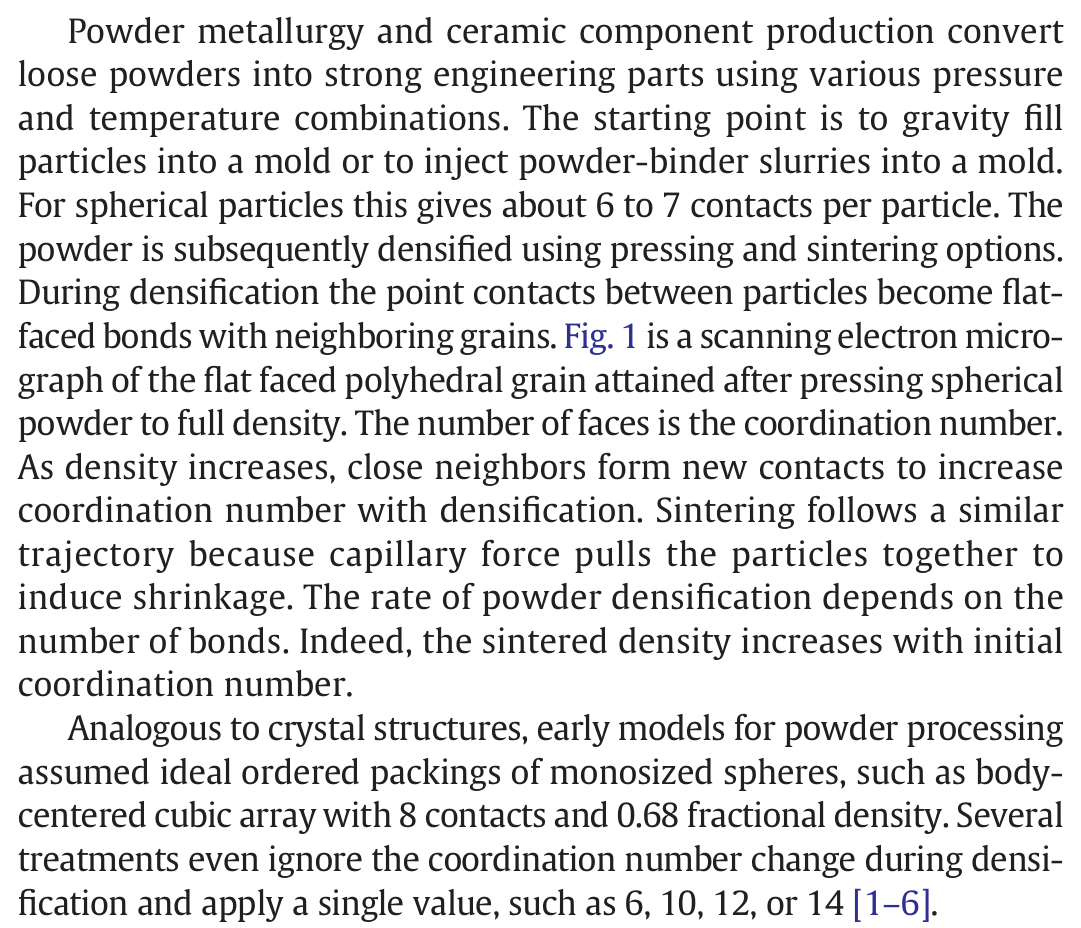 Powder metallurgy and ceramic component production convert
loose powders into strong engineering parts using various pressure
and temperature combinations. The starting point is to gravity fill
particles into a mold or to inject powder-binder slurries into a mold.
For spherical particles this gives about 6 to 7 contacts per particle. The
powder is subsequently densified using pressing and sintering options.
During densification the point contacts between particles become flat-
faced bonds with neighboring grains. Fig. 1 is a scanning electron micro-
graph of the flat faced polyhedral grain attained after pressing spherical
powder to full density. The number of faces is the coordination number.
As density increases, close neighbors form new contacts to increase
coordination number with densification. Sintering follows a similar
trajectory because capillary force pulls the particles together to
induce shrinkage. The rate of powder densification depends on the
number of bonds. Indeed, the sintered density increases with initial
coordination number.
Analogous to crystal structures, early models for powder processing
assumed ideal ordered packings of monosized spheres, such as body-
centered cubic array with 8 contacts and 0.68 fractional density. Several
treatments even ignore the coordination number change during densi-
fication and apply a single value, such as 6, 10, 12, or 14 [1–6].